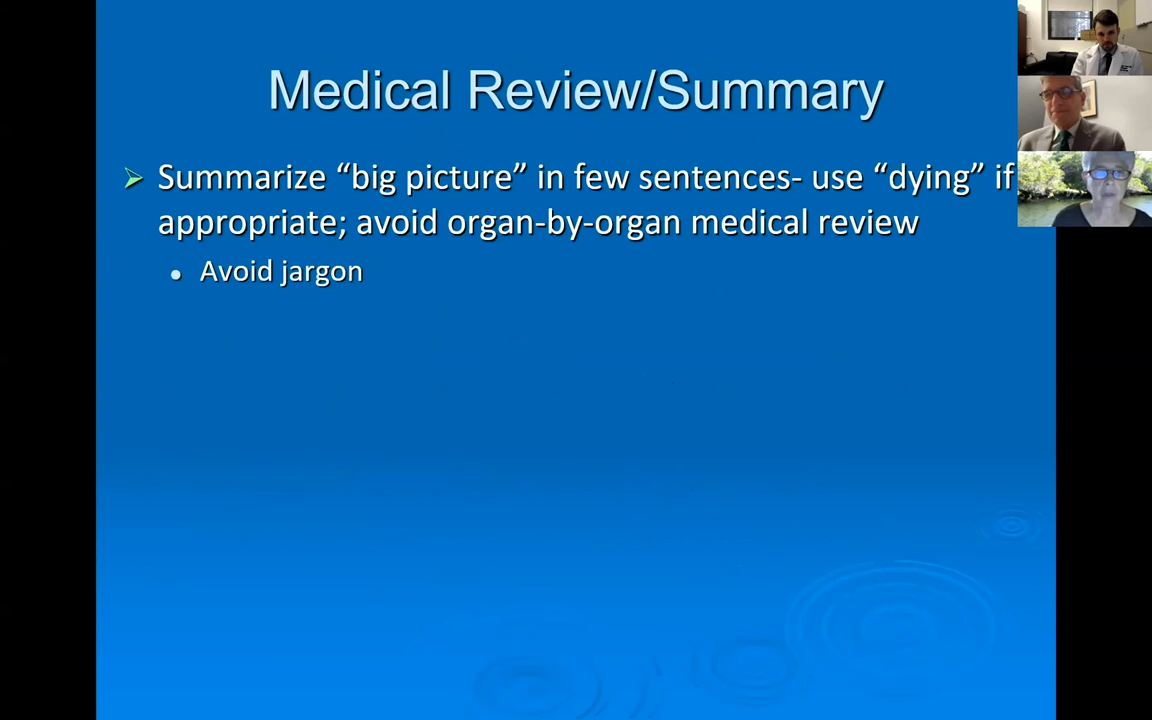 Medical Review/Summary
Summarize “big picture” in few sentences- use “dying” if
appropriate; avoid organ-by-organ medical review
Avoid jargon